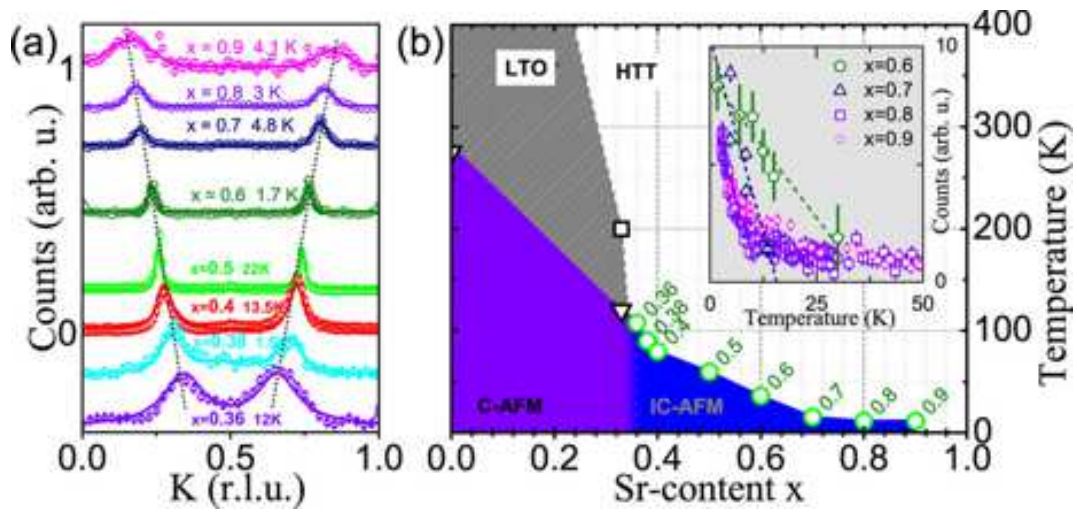 (a)
1
0
Counts (arb. u.)
x = 0.9 4.1 K
x = 0.8 3 K
x = 0.7 4.8 K
x = 0.6 1.7 K
x=0.5 22K
x=0.4 13.5K
x=0.36 12K
0.0 0.5 1.0
K (r.l.u.)
(b)
LTO
HTT
C-AFM
IC-AFM
0.36
0.38
0.4
0.5
0.6
0.7
0.8
0.9
0.0 0.2 0.4 0.6 0.8 1.0
Sr-content x
400
300
200
100
0
Temperature (K)
x=0.6
x=0.7
x=0.8
x=0.9
10
0
Counts (arb. u.)
0 25 50
Temperature (K)